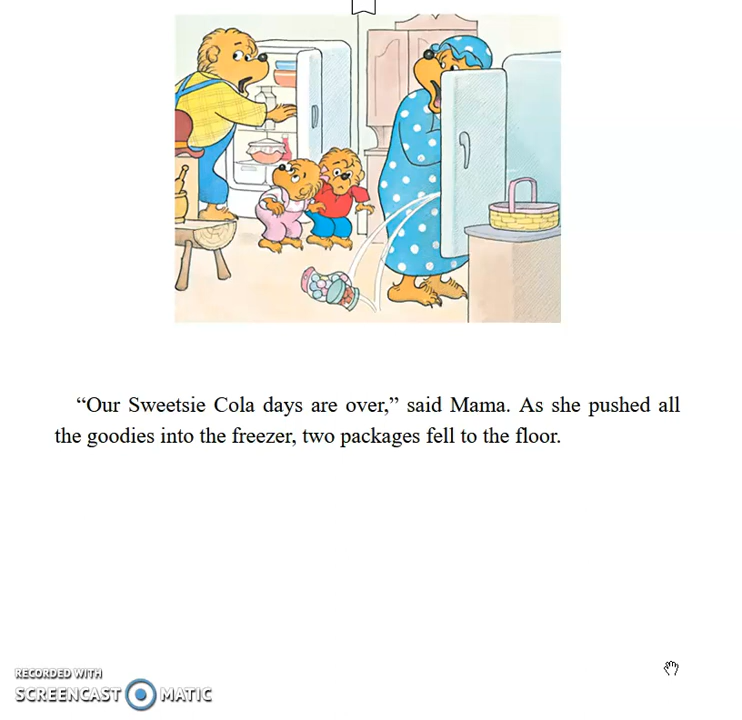 “Our Sweetsie Cola days are over,” said Mama. As she pushed all
the goodies into the freezer, two packages fell to the floor.
RECORDED WITH
SCREENCAST MATIC